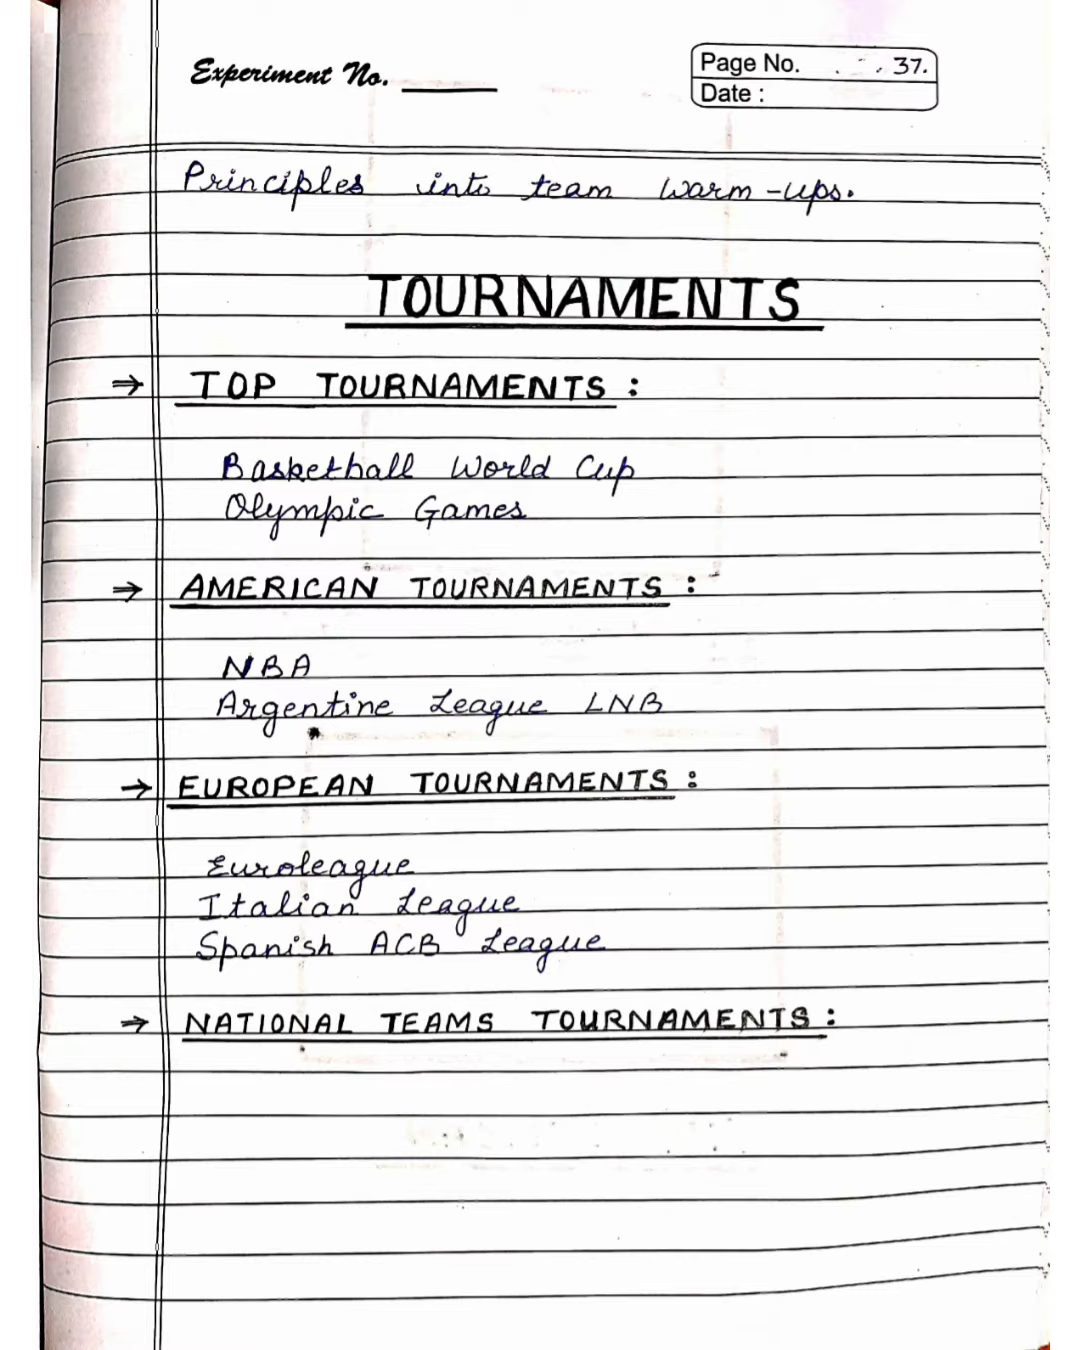 Experiment No.
Page No. 37.
Date :
Principles into team warm-ups.
TOURNAMENTS
⇒ TOP TOURNAMENTS :
Basketball World Cup
Olympic Games
⇒ AMERICAN TOURNAMENTS :
NBA
Argentine League LNB
⇒ EUROPEAN TOURNAMENTS :
Euroleague
Italian League
Spanish ACB League
⇒ NATIONAL TEAMS TOURNAMENTS :